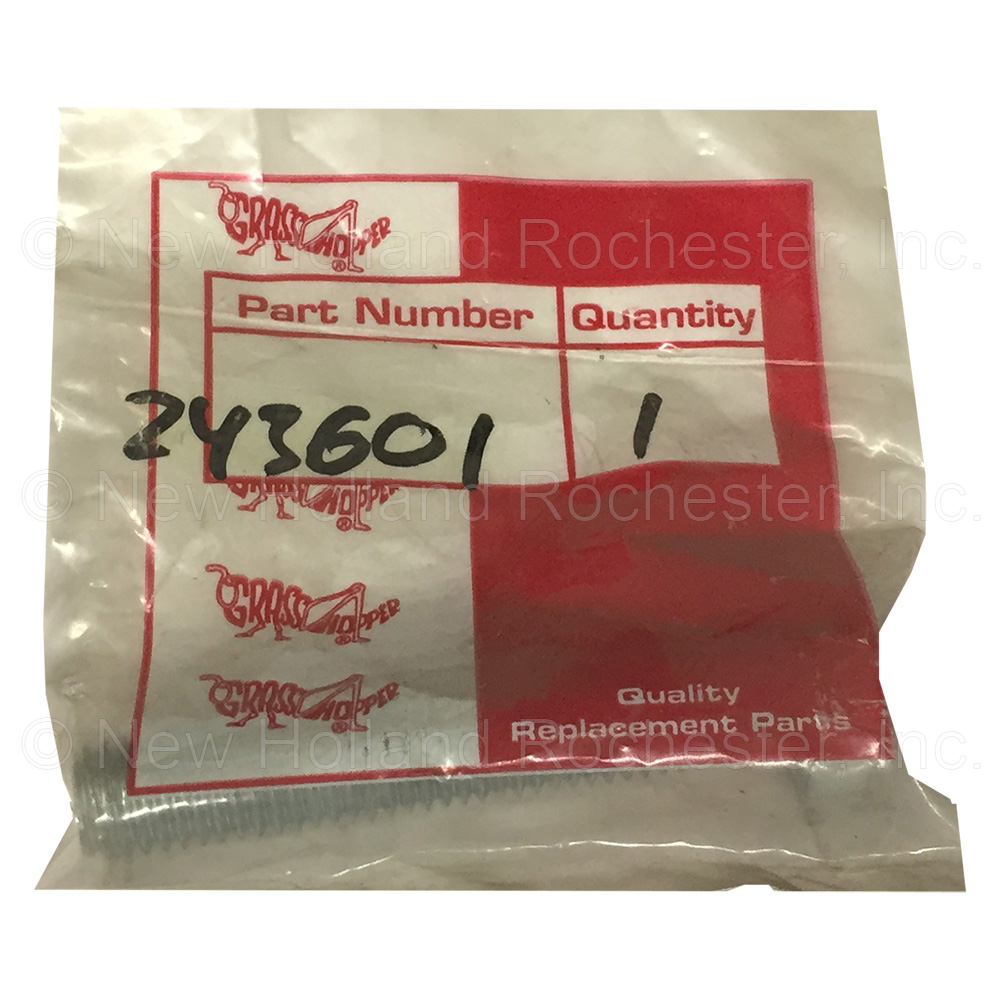 GRASSHOPPER®
© New Holland Rochester, Inc.
Part Number Quantity
243601 1
© New Holland Rochester, Inc.
HOPPER®
GRASSHOPPER®
GRASSHOPPER
Quality
Replacement Parts
© New Holland Rochester, Inc.